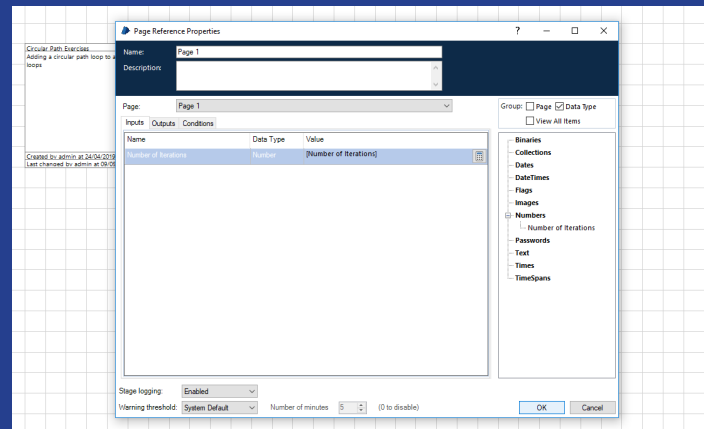 Page Reference Properties
?
Circular Path Exercises
Adding a circular path loop to a
loops
Created by admin at 24/04/2019
Last changed by admin at 09/05
Name: Page 1
Description:
Page: Page 1
Inputs Outputs Conditions
Name Data Type Value
Number of Iterations Number [Number of Iterations]
Group: Page Data Type
View All Items
Binaries
Collections
Dates
DateTimes
Flags
Images
Numbers
Number of Iterations
Passwords
Text
Times
TimeSpans
Stage logging: Enabled
Warning threshold: System Default Number of minutes 5 (0 to disable)
OK Cancel